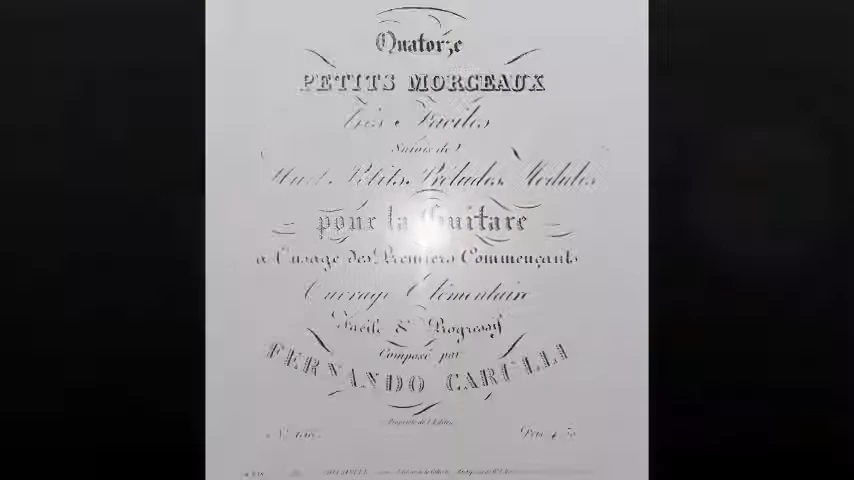 Quatorze
PETITS MORCEAUX
Très Faciles
Suivis de
Huit Petits Préludes Modulés
pour la Guitare
a l'usage des Premiers Commençants
Ouvrage Élémentaire
Facile & Progressif
Composé par
FERNANDO CARULLI
Propriété de l'Editeur
Prix